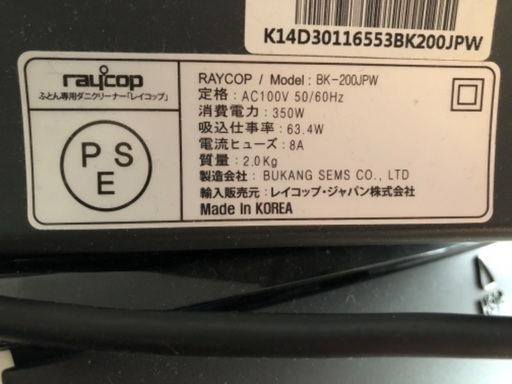 K14D30116553BK200JPW
raycop
ふとん専用ダニクリーナー「レイコップ」
PSE
RAYCOP / Model : BK-200JPW
定格 : AC100V 50/60Hz
消費電力 : 350W
吸込仕事率 : 63.4W
電流ヒューズ : 8A
質量 : 2.0Kg
製造会社 : BUKANG SEMS CO., LTD
輸入販売元 : レイコップ・ジャパン株式会社
Made In KOREA